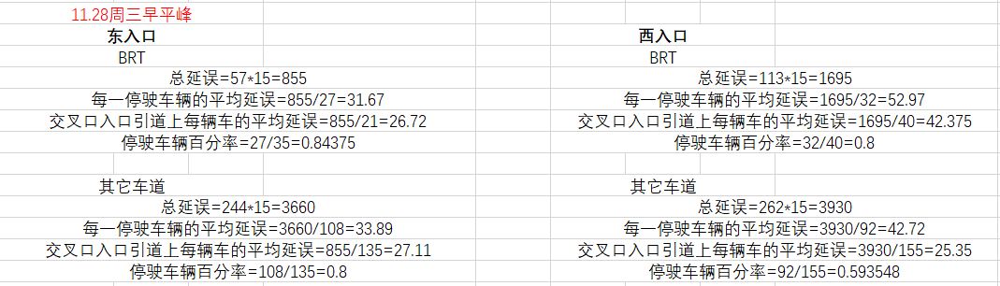 11.28周三早平峰
东入口
BRT
总延误=57*15=855
每一停驶车辆的平均延误=855/27=31.67
交叉口入口引道上每辆车的平均延误=855/21=26.72
停驶车辆百分率=27/35=0.84375
其它车道
总延误=244*15=3660
每一停驶车辆的平均延误=3660/108=33.89
交叉口入口引道上每辆车的平均延误=855/135=27.11
停驶车辆百分率=108/135=0.8
西入口
BRT
总延误=113*15=1695
每一停驶车辆的平均延误=1695/32=52.97
交叉口入口引道上每辆车的平均延误=1695/40=42.375
停驶车辆百分率=32/40=0.8
其它车道
总延误=262*15=3930
每一停驶车辆的平均延误=3930/92=42.72
交叉口入口引道上每辆车的平均延误=3930/155=25.35
停驶车辆百分率=92/155=0.593548